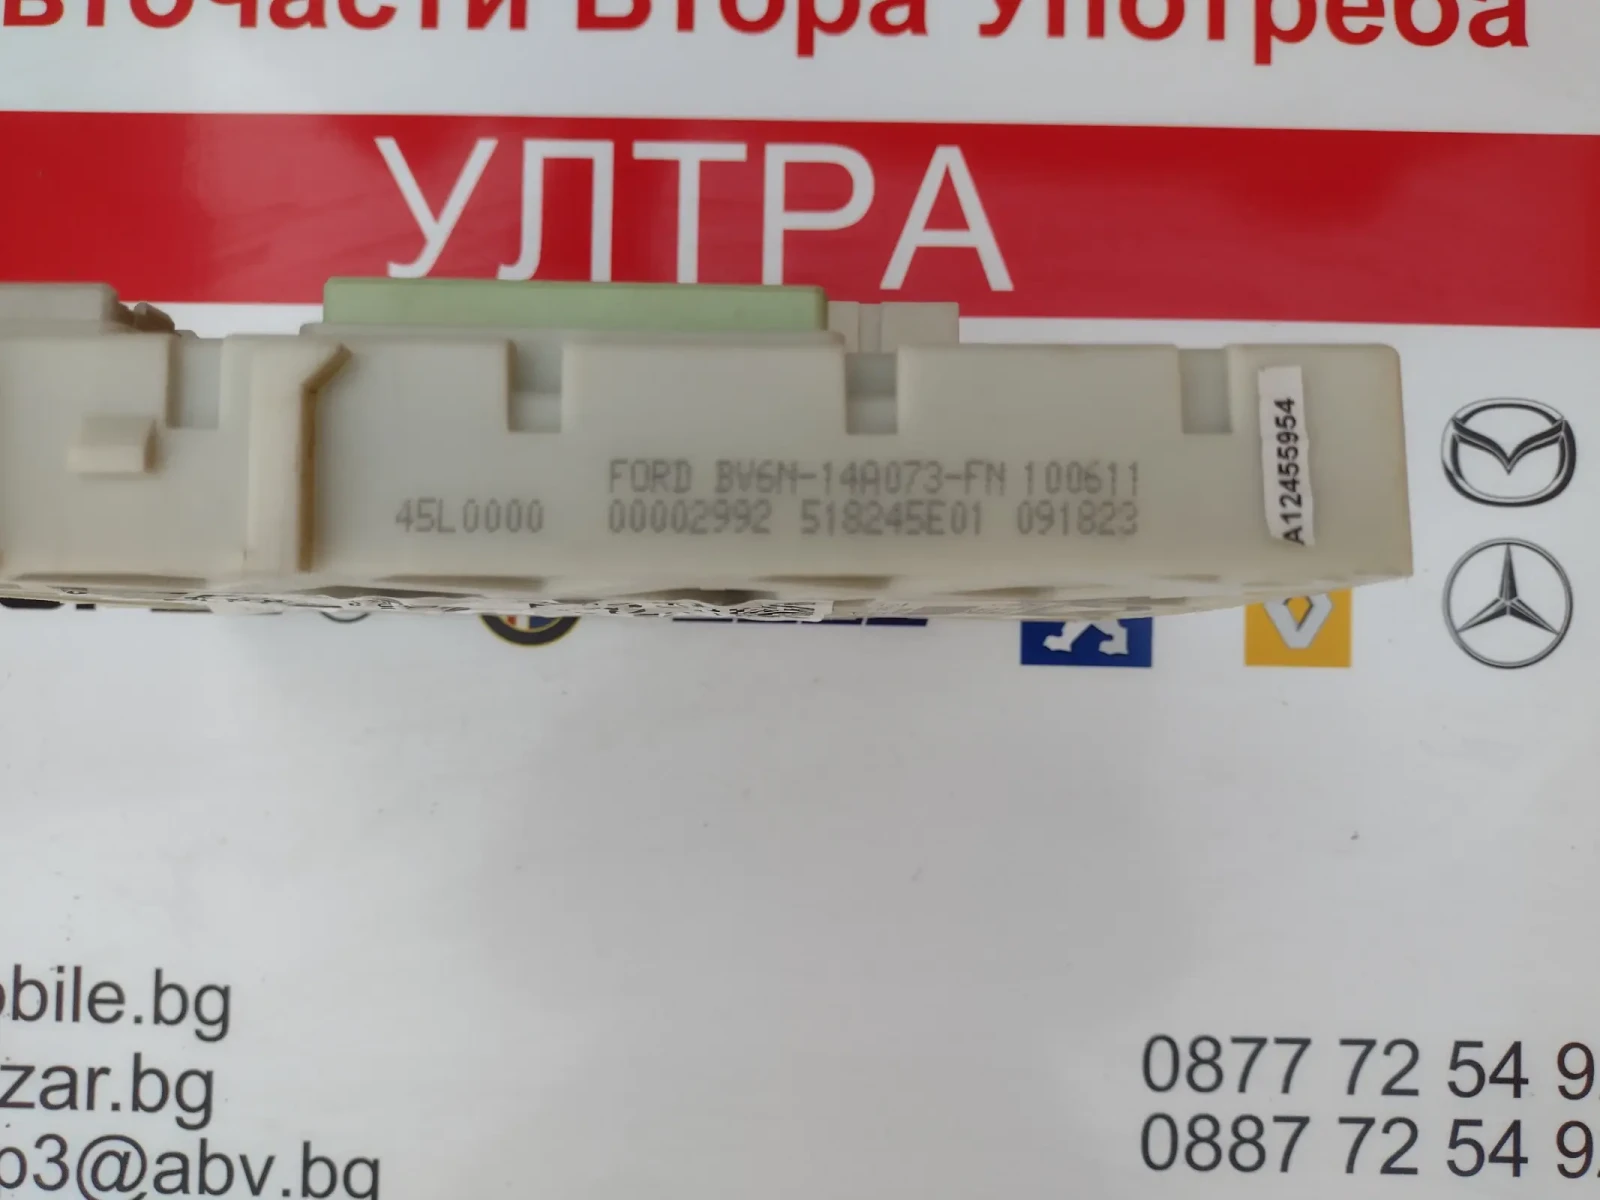 вточасти Втора Употреба
УЛТРА
A12455954
FORD BV6N-14A073-FN 100611
45L0000 00002992 518245E01 091823
obile.bg
zar.bg
p3@abv.bg
0877 72 54 9
0887 72 54 9